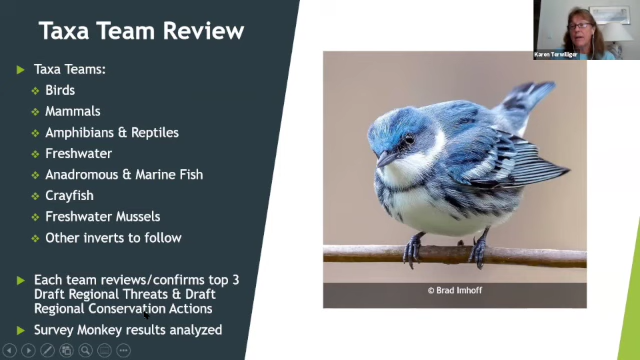 Taxa Team Review
Taxa Teams:
Birds
Mammals
Amphibians & Reptiles
Freshwater
Anadromous & Marine Fish
Crayfish
Freshwater Mussels
Other inverts to follow
Each team reviews/confirms top 3
Draft Regional Threats & Draft
Regional Conservation Actions
Survey Monkey results analyzed
© Brad Imhoff
Karen Terwilliger